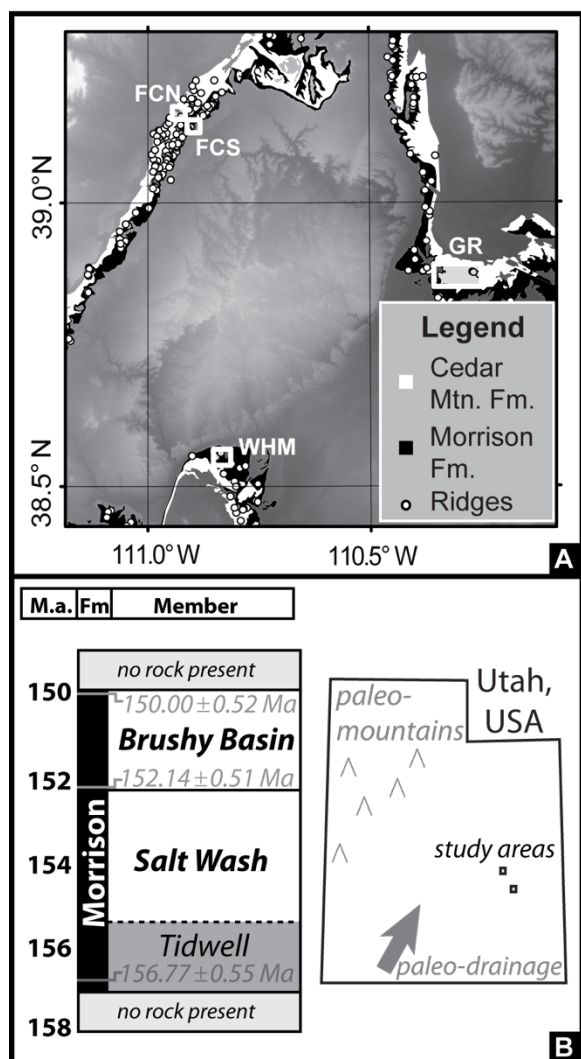 FCN
FCS
39.0°N
GR
Legend
Cedar
Mtn. Fm.
Morrison
Fm.
Ridges
WHM
38.5°N
111.0°W
110.5°W
A
M.a.
Fm
Member
no rock present
150
150.00±0.52 Ma
Brushy Basin
152.14±0.51 Ma
152
Morrison
Salt Wash
154
Tidwell
156
156.77±0.55 Ma
no rock present
158
paleo-
mountains
Utah,
USA
study areas
paleo-drainage
B